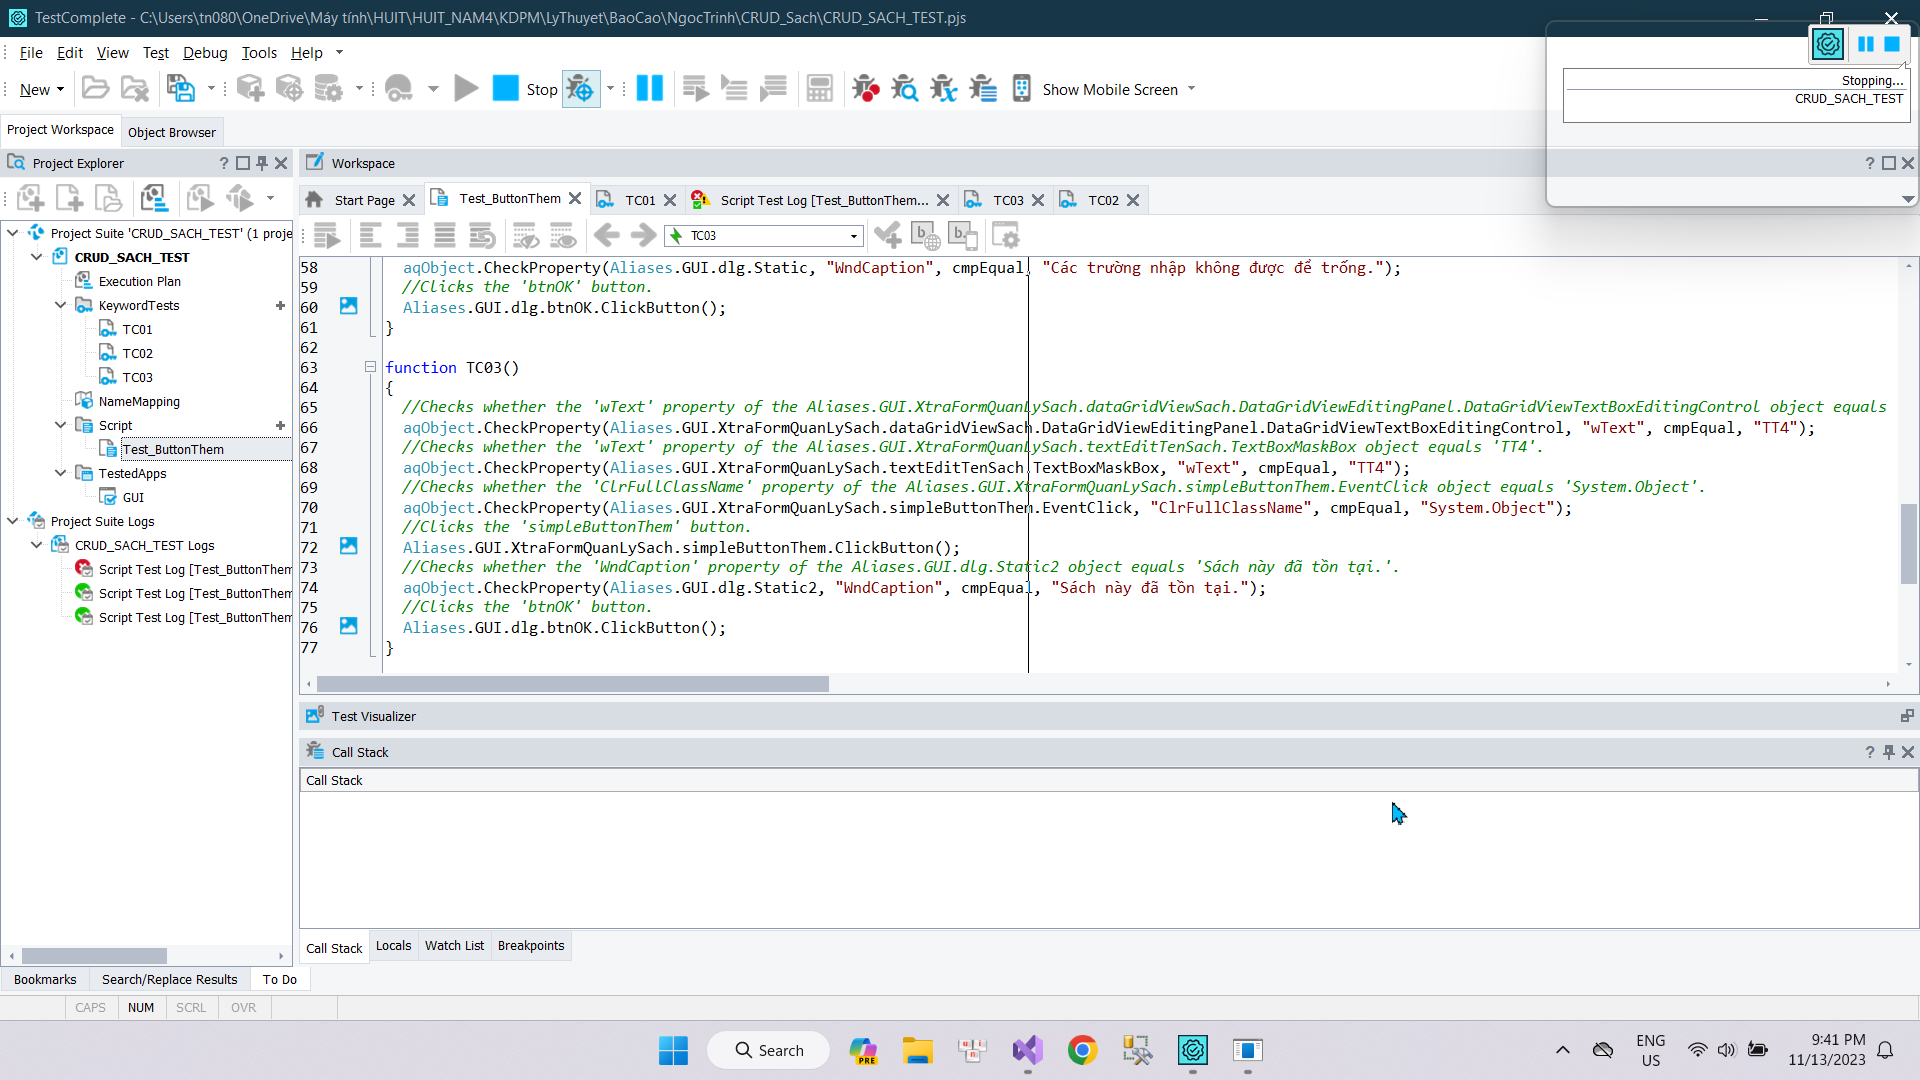 TestComplete - C:\Users\tn080\OneDrive\Máy tính\HUIT\HUIT_NAM4\KDPM\LyThuyet\BaoCao\NgocTrinh\CRUD_Sach\CRUD_SACH_TEST.pjs
File Edit View Test Debug Tools Help
New Stop Show Mobile Screen
Stopping...
CRUD_SACH_TEST
Project Workspace Object Browser
Project Explorer
Workspace
Start Page Test_ButtonThem TC01 Script Test Log [Test_ButtonThem... TC03 TC02
TC03
Project Suite 'CRUD_SACH_TEST' (1 proje
CRUD_SACH_TEST
Execution Plan
KeywordTests
TC01
TC02
TC03
NameMapping
Script
Test_ButtonThem
TestedApps
GUI
Project Suite Logs
CRUD_SACH_TEST Logs
Script Test Log [Test_ButtonThem
Script Test Log [Test_ButtonThem
Script Test Log [Test_ButtonThem
58 aqObject.CheckProperty(Aliases.GUI.dlg.Static, "WndCaption", cmpEqual, "Các trường nhập không được để trống.");
59 //Clicks the 'btnOK' button.
60 Aliases.GUI.dlg.btnOK.ClickButton();
61 }
62
63 function TC03()
64 {
65 //Checks whether the 'wText' property of the Aliases.GUI.XtraFormQuanLySach.dataGridViewSach.DataGridViewEditingPanel.DataGridViewTextBoxEditingControl object equals
66 aqObject.CheckProperty(Aliases.GUI.XtraFormQuanLySach.dataGridViewSach.DataGridViewEditingPanel.DataGridViewTextBoxEditingControl, "wText", cmpEqual, "TT4");
67 //Checks whether the 'wText' property of the Aliases.GUI.XtraFormQuanLySach.textEditTenSach.TextBoxMaskBox object equals 'TT4'.
68 aqObject.CheckProperty(Aliases.GUI.XtraFormQuanLySach.textEditTenSach.TextBoxMaskBox, "wText", cmpEqual, "TT4");
69 //Checks whether the 'ClrFullClassName' property of the Aliases.GUI.XtraFormQuanLySach.simpleButtonThem.EventClick object equals 'System.Object'.
70 aqObject.CheckProperty(Aliases.GUI.XtraFormQuanLySach.simpleButtonThem.EventClick, "ClrFullClassName", cmpEqual, "System.Object");
71 //Clicks the 'simpleButtonThem' button.
72 Aliases.GUI.XtraFormQuanLySach.simpleButtonThem.ClickButton();
73 //Checks whether the 'WndCaption' property of the Aliases.GUI.dlg.Static2 object equals 'Sách này đã tồn tại.'.
74 aqObject.CheckProperty(Aliases.GUI.dlg.Static2, "WndCaption", cmpEqual, "Sách này đã tồn tại.");
75 //Clicks the 'btnOK' button.
76 Aliases.GUI.dlg.btnOK.ClickButton();
77 }
Test Visualizer
Call Stack
Call Stack
Call Stack Locals Watch List Breakpoints
Bookmarks Search/Replace Results To Do
CAPS NUM SCRL OVR
Search
PRE
ENG
US
9:41 PM
11/13/2023